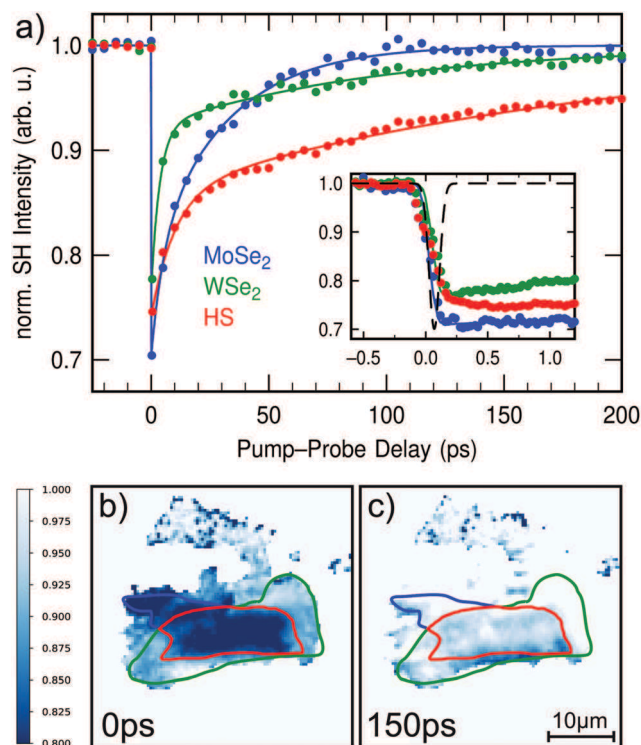 a)
norm. SH Intensity (arb. u.)
1.0
0.9
0.8
0.7
MoSe₂
WSe₂
HS
1.0
0.9
0.8
0.7
-0.5 0.0 0.5 1.0
0 50 100 150 200
Pump–Probe Delay (ps)
1.000
0.975
0.950
0.925
0.900
0.875
0.850
0.825
0.800
b)
0ps
c)
150ps
10µm